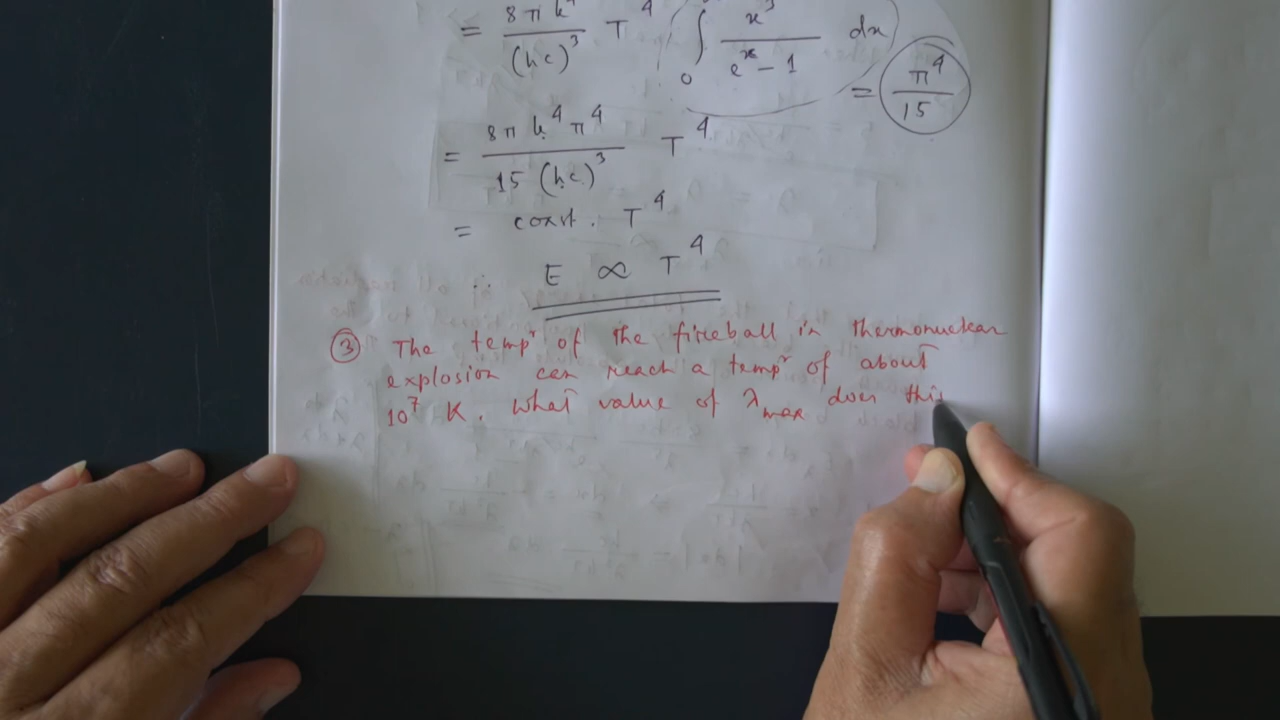 = 8πk⁴/(hc)³ T⁴ ∫₀ x³/(eˣ − 1) dx
= π⁴/15
= 8πk⁴π⁴/15(hc)³ T⁴
= const. T⁴
∴ E ∝ T⁴
③ The tempʳ of the fireball in thermonuclear
explosion can reach a tempʳ of about
10⁷ K. What value of λmax does this